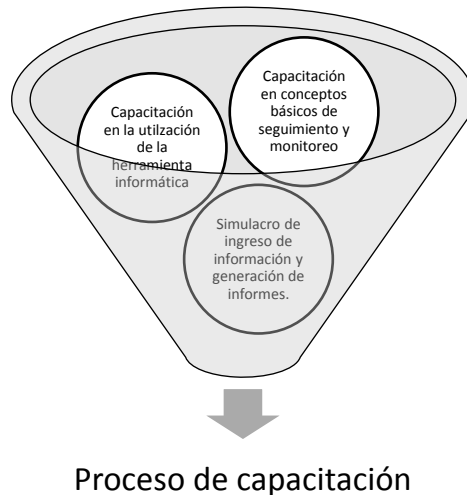 Capacitación
en la utilzación
de la
herramienta
informática
Capacitación
en conceptos
básicos de
seguimiento y
monitoreo
Simulacro de
ingreso de
información y
generación de
informes.
Proceso de capacitación